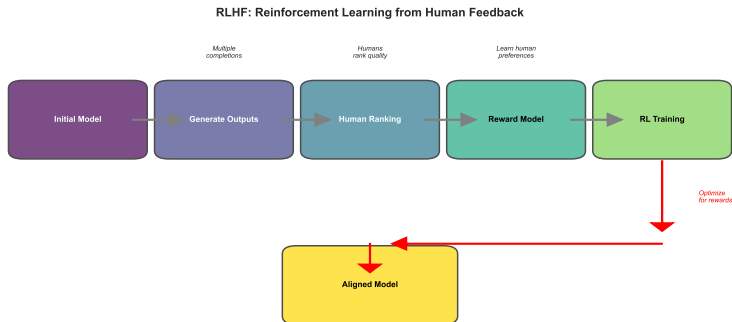 RLHF: Reinforcement Learning from Human Feedback
Multiple
completions
Humans
rank quality
Learn human
preferences
Initial Model
Generate Outputs
Human Ranking
Reward Model
RL Training
Optimize
for rewards
Aligned Model